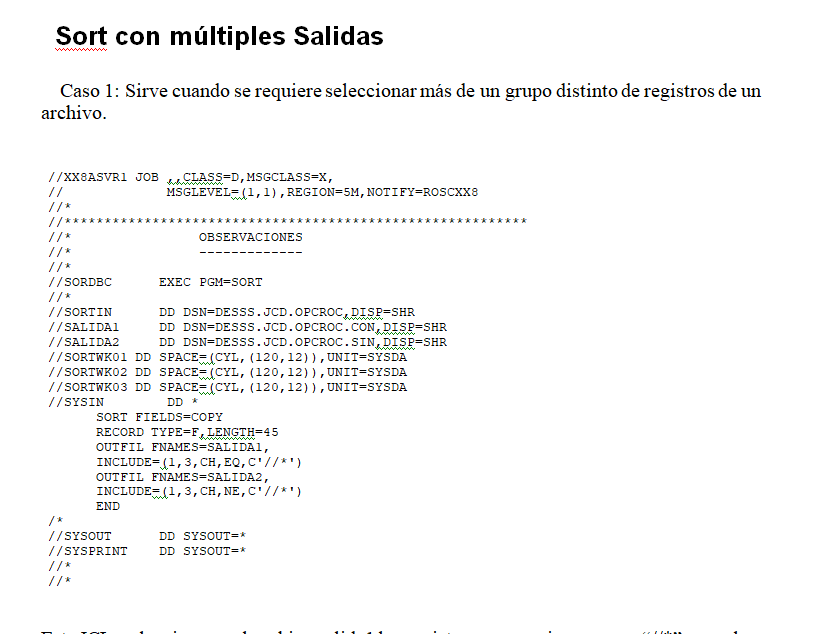 Sort con múltiples Salidas
Caso 1: Sirve cuando se requiere seleccionar más de un grupo distinto de registros de un
archivo.
//XX8ASVR1 JOB ,,CLASS=D,MSGCLASS=X,
//             MSGLEVEL=(1,1),REGION=5M,NOTIFY=ROSCXX8
//*
//**********************************************************
//*                OBSERVACIONES
//*                -------------
//*
//SORDBC      EXEC PGM=SORT
//*
//SORTIN      DD DSN=DESSS.JCD.OPCROC,DISP=SHR
//SALIDA1     DD DSN=DESSS.JCD.OPCROC.CON,DISP=SHR
//SALIDA2     DD DSN=DESSS.JCD.OPCROC.SIN,DISP=SHR
//SORTWK01 DD SPACE=(CYL,(120,12)),UNIT=SYSDA
//SORTWK02 DD SPACE=(CYL,(120,12)),UNIT=SYSDA
//SORTWK03 DD SPACE=(CYL,(120,12)),UNIT=SYSDA
//SYSIN        DD *
      SORT FIELDS=COPY
      RECORD TYPE=F,LENGTH=45
      OUTFIL FNAMES=SALIDA1,
      INCLUDE=(1,3,CH,EQ,C'//*')
      OUTFIL FNAMES=SALIDA2,
      INCLUDE=(1,3,CH,NE,C'//*')
      END
/*
//SYSOUT      DD SYSOUT=*
//SYSPRINT    DD SYSOUT=*
//*
//*